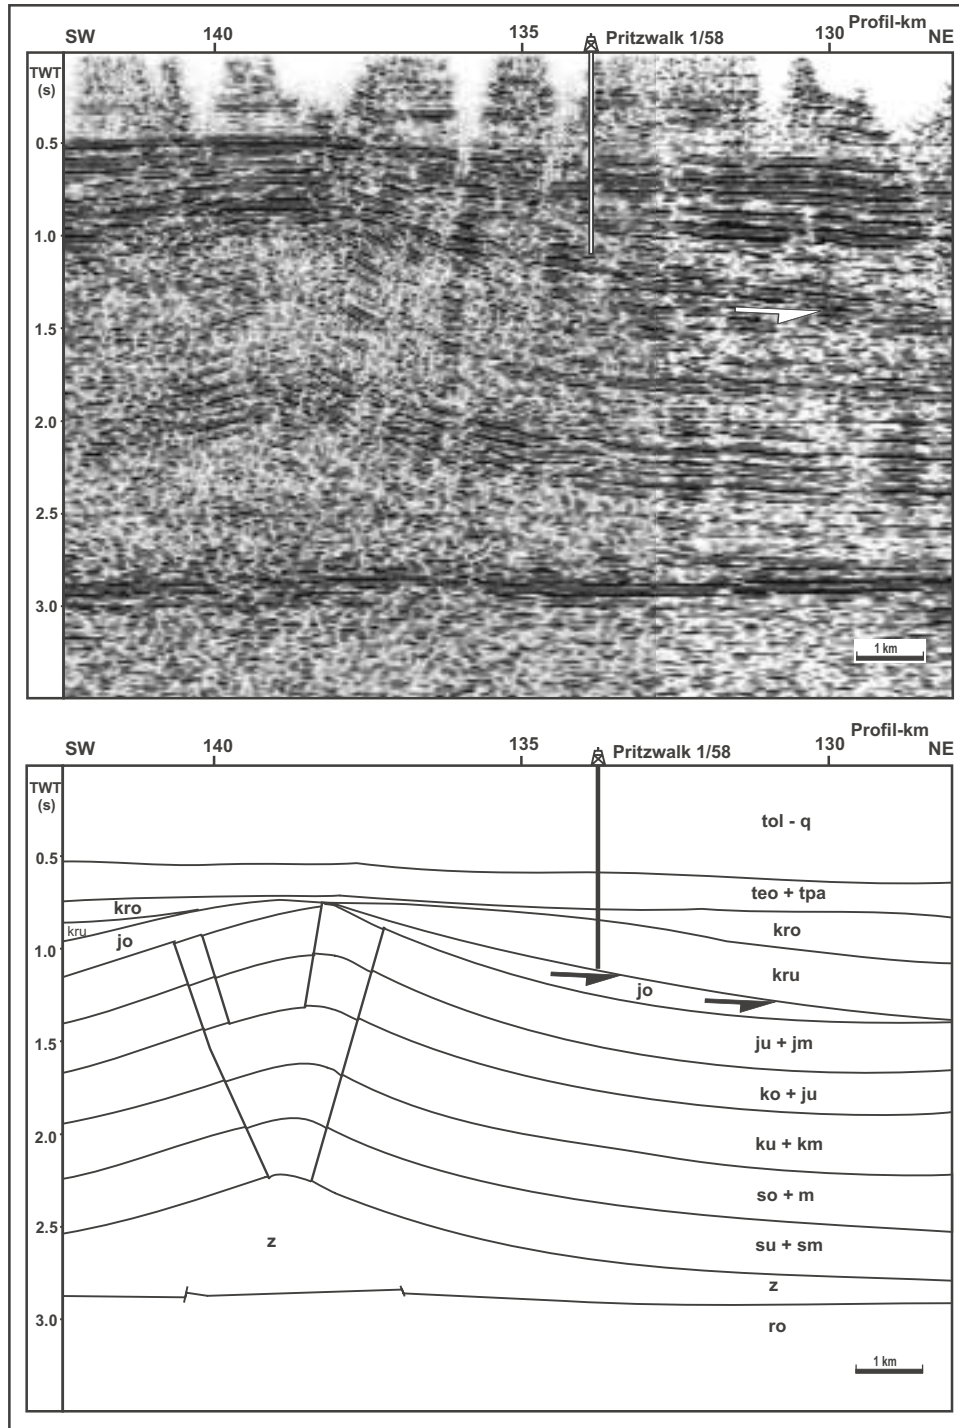 Profil-km
SW 140 135 Pritzwalk 1/58 130 NE
TWT
(s)
0.5
1.0
1.5
2.0
2.5
3.0
1 km
Profil-km
SW 140 135 Pritzwalk 1/58 130 NE
TWT
(s)
tol - q
0.5
teo + tpa
kro
kro
kru
jo
1.0
kru
jo
ju + jm
1.5
ko + ju
2.0
ku + km
so + m
2.5
z
su + sm
z
3.0
ro
1 km